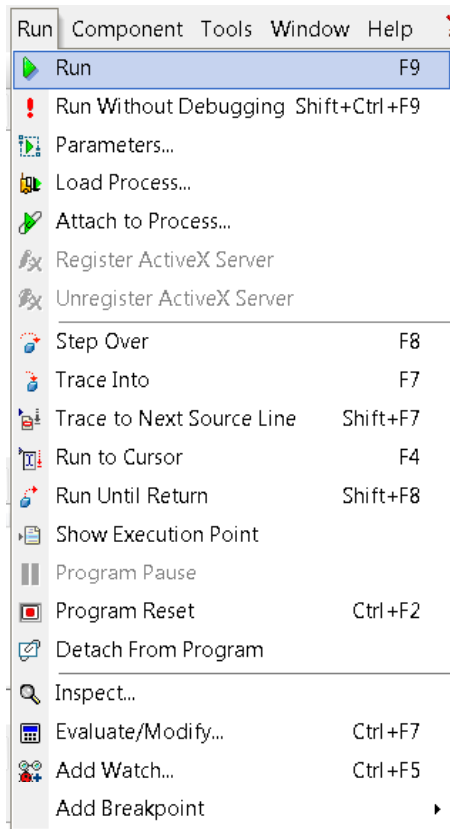 Run Component Tools Window Help
Run F9
Run Without Debugging Shift+Ctrl+F9
Parameters...
Load Process...
Attach to Process...
Register ActiveX Server
Unregister ActiveX Server
Step Over F8
Trace Into F7
Trace to Next Source Line Shift+F7
Run to Cursor F4
Run Until Return Shift+F8
Show Execution Point
Program Pause
Program Reset Ctrl+F2
Detach From Program
Inspect...
Evaluate/Modify... Ctrl+F7
Add Watch... Ctrl+F5
Add Breakpoint